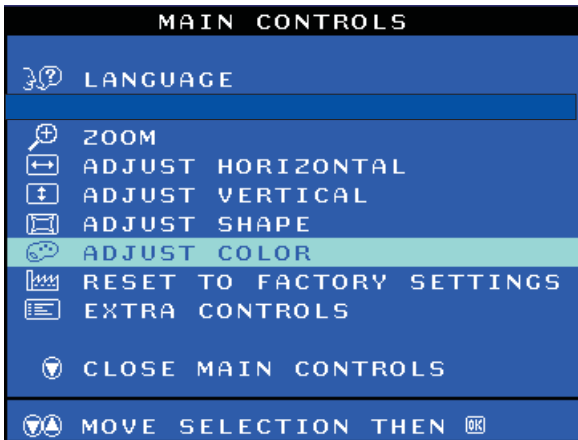 MAIN CONTROLS
LANGUAGE
ZOOM
ADJUST HORIZONTAL
ADJUST VERTICAL
ADJUST SHAPE
ADJUST COLOR
RESET TO FACTORY SETTINGS
EXTRA CONTROLS
CLOSE MAIN CONTROLS
MOVE SELECTION THEN OK